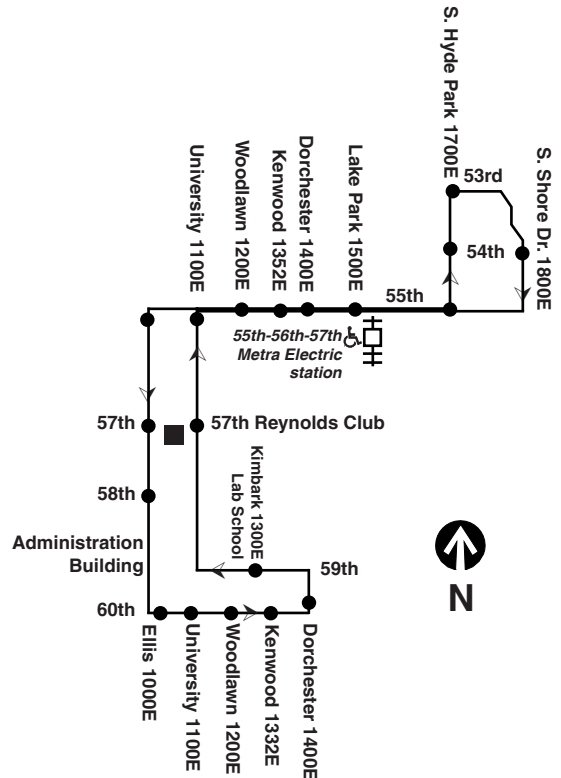 S. Hyde Park 1700E
S. Shore Dr. 1800E
53rd
54th
University 1100E
Woodlawn 1200E
Kenwood 1352E
Dorchester 1400E
Lake Park 1500E
55th
55th-56th-57th
Metra Electric
station
57th
57th Reynolds Club
58th
Kimbark 1300E
Lab School
Administration
Building
59th
60th
Ellis 1000E
University 1100E
Woodlawn 1200E
Kenwood 1332E
Dorchester 1400E
N